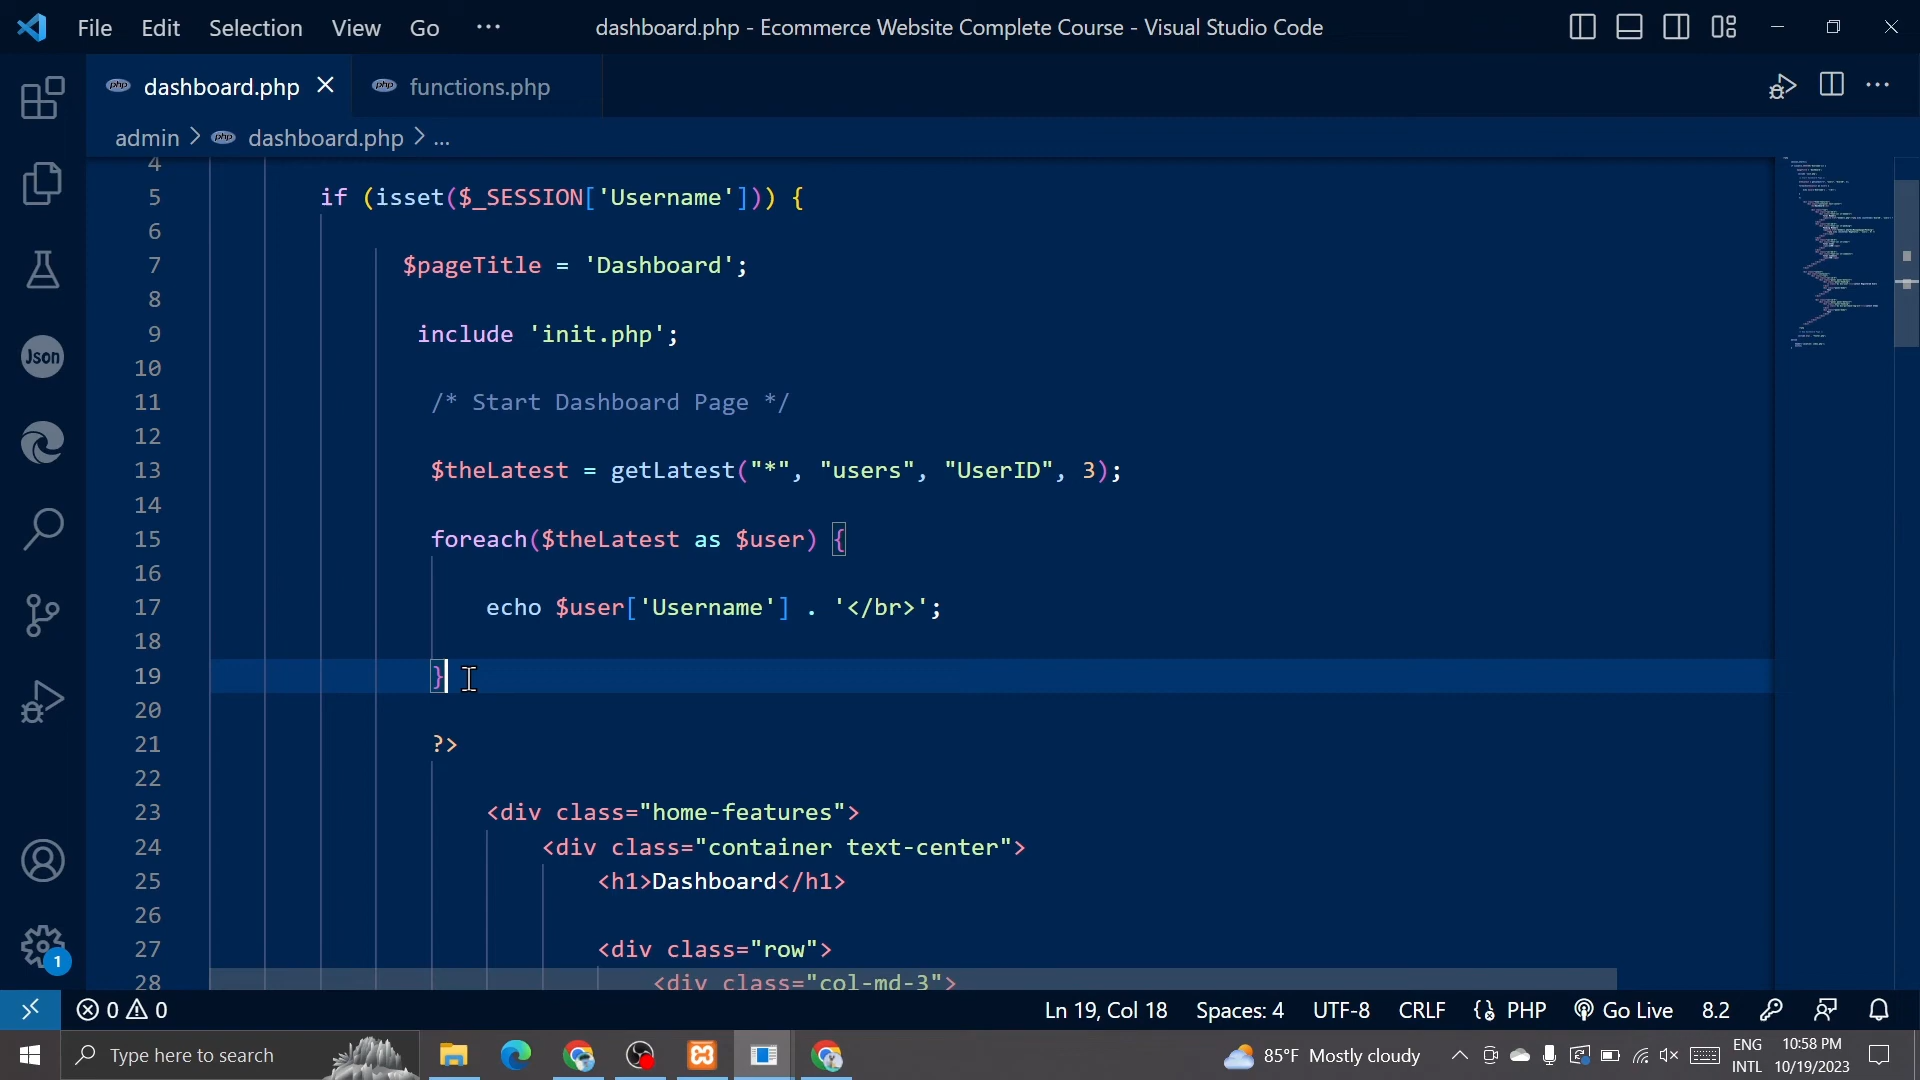 File Edit Selection View Go ··· dashboard.php - Ecommerce Website Complete Course - Visual Studio Code
php dashboard.php php functions.php
admin > php dashboard.php > ...
4
5 if (isset($_SESSION['Username'])) {
6
7 $pageTitle = 'Dashboard';
8
9 include 'init.php';
10
11 /* Start Dashboard Page */
12
13 $theLatest = getLatest("*", "users", "UserID", 3);
14
15 foreach($theLatest as $user) {
16
17 echo $user['Username'] . '</br>';
18
19 }
20
21 ?>
22
23 <div class="home-features">
24 <div class="container text-center">
25 <h1>Dashboard</h1>
26
27 <div class="row">
28 <div class="col-md-3">
Json
1
0 0 Ln 19, Col 18 Spaces: 4 UTF-8 CRLF PHP Go Live 8.2
Type here to search 85°F Mostly cloudy ENG INTL 10:58 PM 10/19/2023